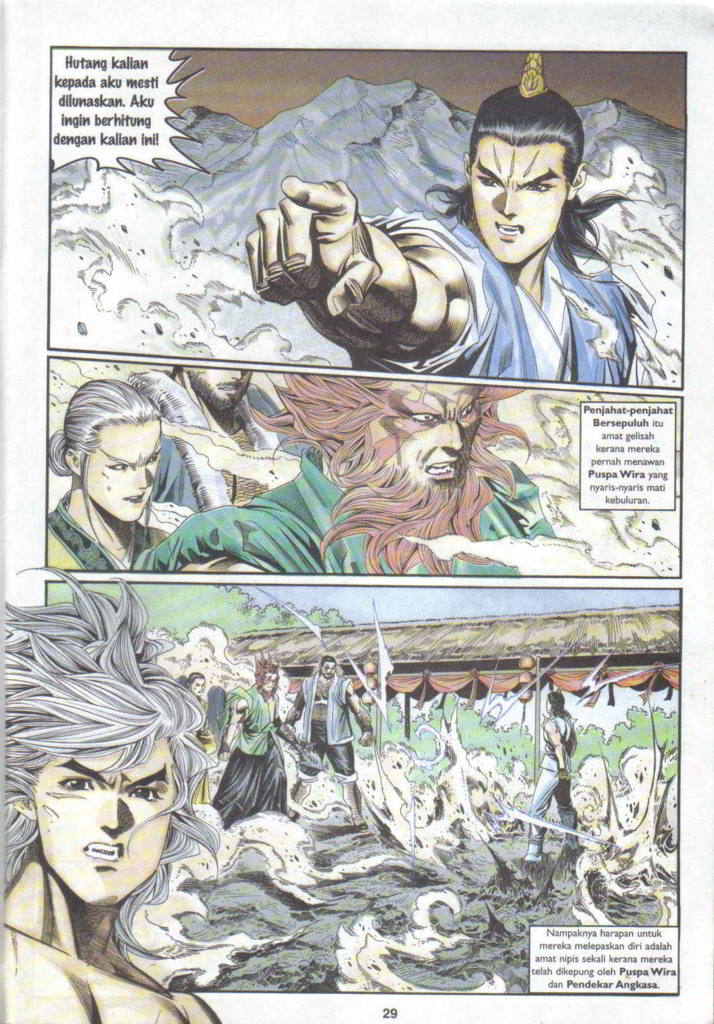 Hutang kalian
kepada aku mesti
dilunaskan. Aku
ingin berhitung
dengan kalian ini!
Penjahat-penjahat
Bersepuluh itu
amat gelisah
kerana mereka
pernah menawan
Puspa Wira yang
nyaris-nyaris mati
kebuluran.
Nampaknya harapan untuk
mereka melepaskan diri adalah
amat nipis sekali kerana mereka
telah dikepung oleh Puspa Wira
dan Pendekar Angkasa.
29